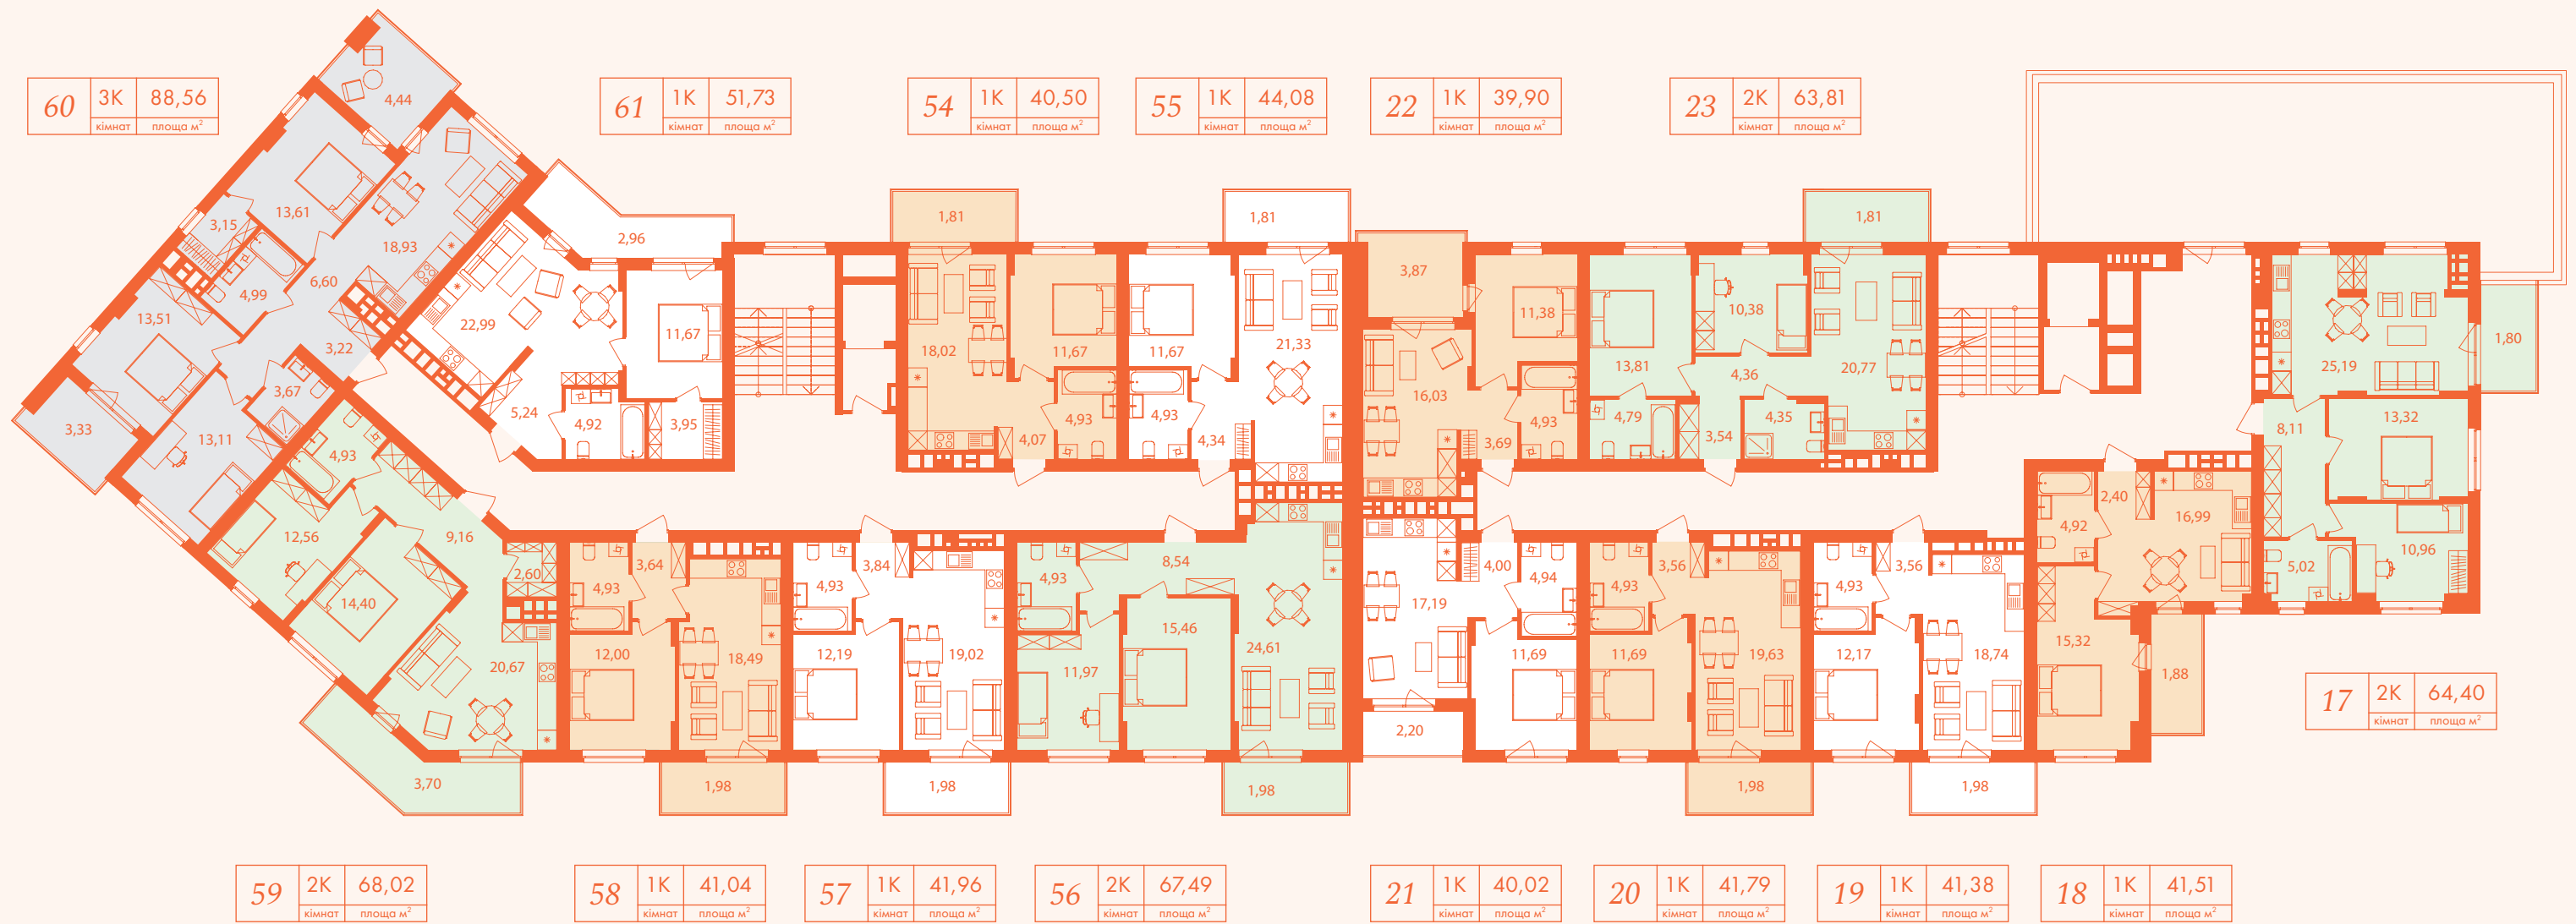 60 3К 88,56
кімнат площа м²
61 1К 51,73
кімнат площа м²
54 1К 40,50
кімнат площа м²
55 1К 44,08
кімнат площа м²
22 1К 39,90
кімнат площа м²
23 2К 63,81
кімнат площа м²
4,44
13,61
3,15
18,93
6,60
4,99
13,51
3,22
3,67
3,33
13,11
2,96
22,99
11,67
5,24
4,92
3,95
1,81
18,02
11,67
4,07
4,93
1,81
11,67
21,33
4,93
4,34
3,87
11,38
16,03
3,69
4,93
1,81
13,81
10,38
4,36
20,77
4,79
3,54
4,35
25,19
1,80
8,11
13,32
10,96
5,02
4,93
12,56
9,16
14,40
2,60
20,67
3,70
4,93
3,64
12,00
18,49
1,98
4,93
3,84
12,19
19,02
1,98
4,93
8,54
11,97
15,46
24,61
1,98
17,19
4,00
4,94
11,69
2,20
4,93
3,56
11,69
19,63
1,98
4,93
3,56
12,17
18,74
1,98
4,92
2,40
16,99
15,32
1,88
17 2К 64,40
кімнат площа м²
59 2К 68,02
кімнат площа м²
58 1К 41,04
кімнат площа м²
57 1К 41,96
кімнат площа м²
56 2К 67,49
кімнат площа м²
21 1К 40,02
кімнат площа м²
20 1К 41,79
кімнат площа м²
19 1К 41,38
кімнат площа м²
18 1К 41,51
кімнат площа м²